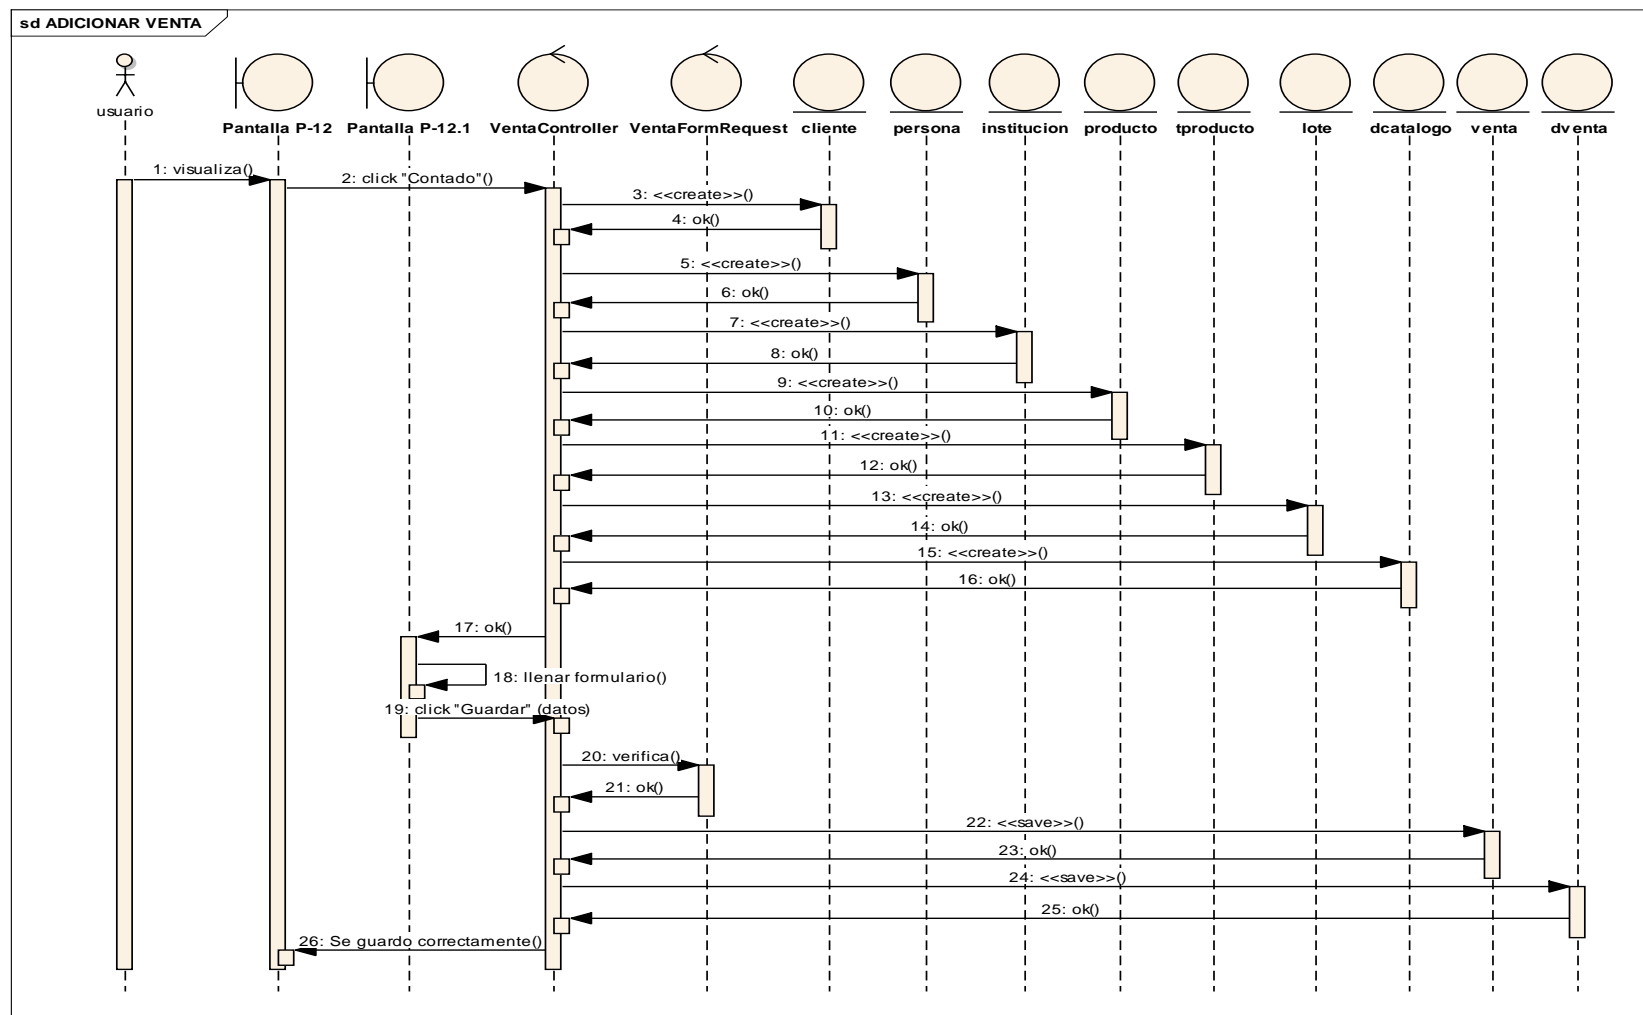 sd ADICIONAR VENTA
usuario
Pantalla P-12
Pantalla P-12.1
VentaController
VentaFormRequest
cliente
persona
institucion
producto
tproducto
lote
dcatalogo
venta
dventa
1: visualiza()
2: click "Contado"()
3: <<create>>()
4: ok()
5: <<create>>()
6: ok()
7: <<create>>()
8: ok()
9: <<create>>()
10: ok()
11: <<create>>()
12: ok()
13: <<create>>()
14: ok()
15: <<create>>()
16: ok()
17: ok()
18: llenar formulario()
19: click "Guardar" (datos)
20: verifica()
21: ok()
22: <<save>>()
23: ok()
24: <<save>>()
25: ok()
26: Se guardo correctamente()